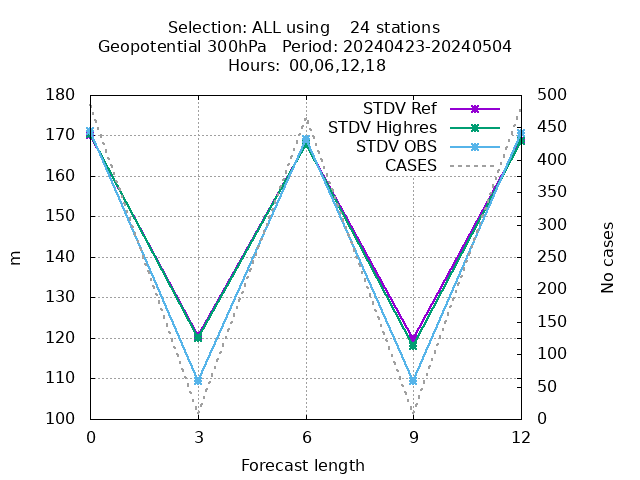 Selection: ALL using    24 stations
Geopotential 300hPa   Period: 20240423-20240504
Hours: 00,06,12,18
STDV Ref
STDV Highres
STDV OBS
CASES
180
170
160
150
140
130
120
110
100
m
500
450
400
350
300
250
200
150
100
50
0
No cases
0 3 6 9 12
Forecast length